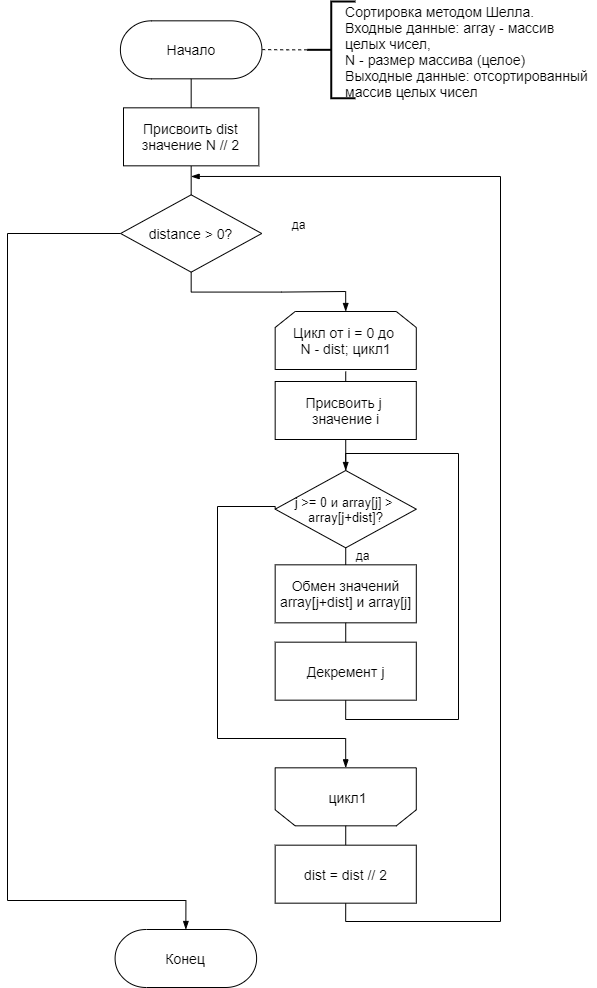 Начало
Сортировка методом Шелла.
Входные данные: array - массив
целых чисел,
N - размер массива (целое)
Выходные данные: отсортированный
массив целых чисел
Присвоить dist
значение N // 2
distance > 0?
да
Цикл от i = 0 до
N - dist; цикл1
Присвоить j
значение i
j >= 0 и array[j] >
array[j+dist]?
да
Обмен значений
array[j+dist] и array[j]
Декремент j
цикл1
dist = dist // 2
Конец